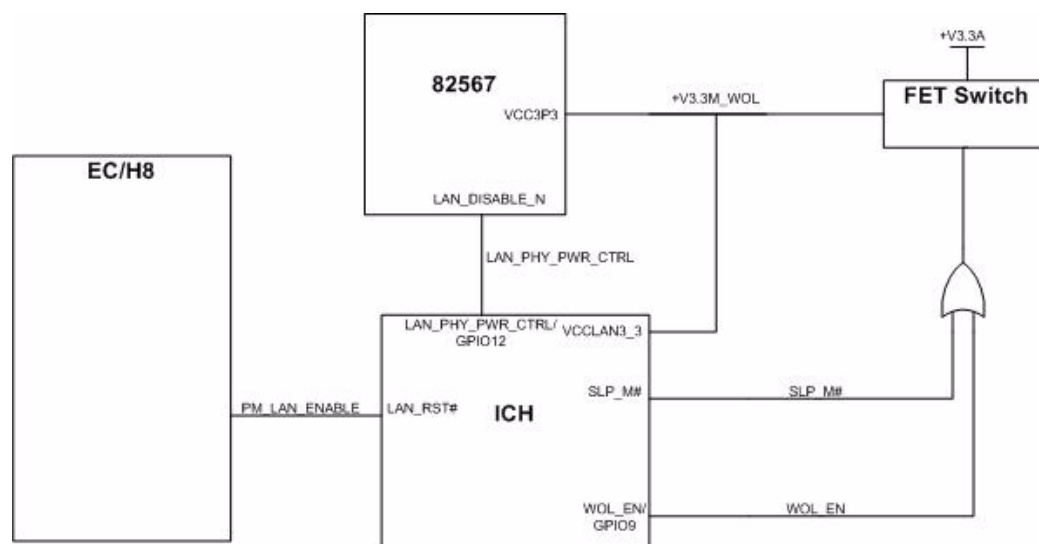 +V3.3A
82567
FET Switch
+V3.3M_WOL
VCC3P3
EC/H8
LAN_DISABLE_N
LAN_PHY_PWR_CTRL
LAN_PHY_PWR_CTRL/
GPIO12
VCCLAN3_3
SLP_M#
SLP_M#
PM_LAN_ENABLE
LAN_RST#
ICH
WOL_EN/
GPIO9
WOL_EN